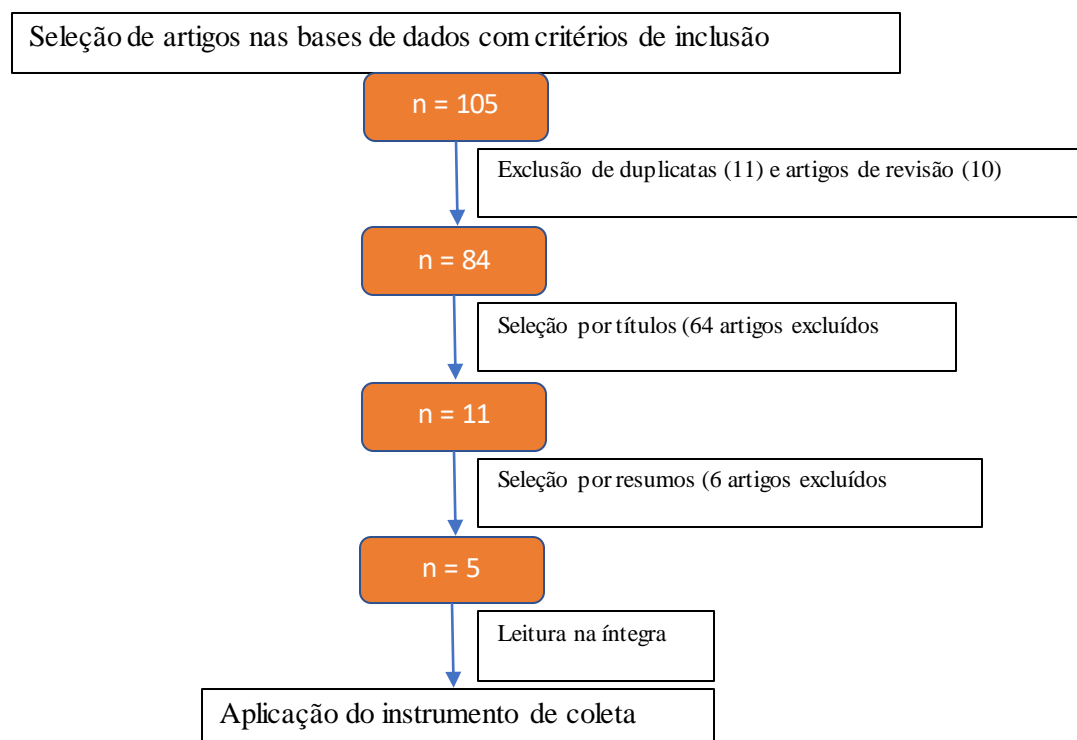 Seleção de artigos nas bases de dados com critérios de inclusão
n = 105
Exclusão de duplicatas (11) e artigos de revisão (10)
n = 84
Seleção por títulos (64 artigos excluídos
n = 11
Seleção por resumos (6 artigos excluídos
n = 5
Leitura na íntegra
Aplicação do instrumento de coleta